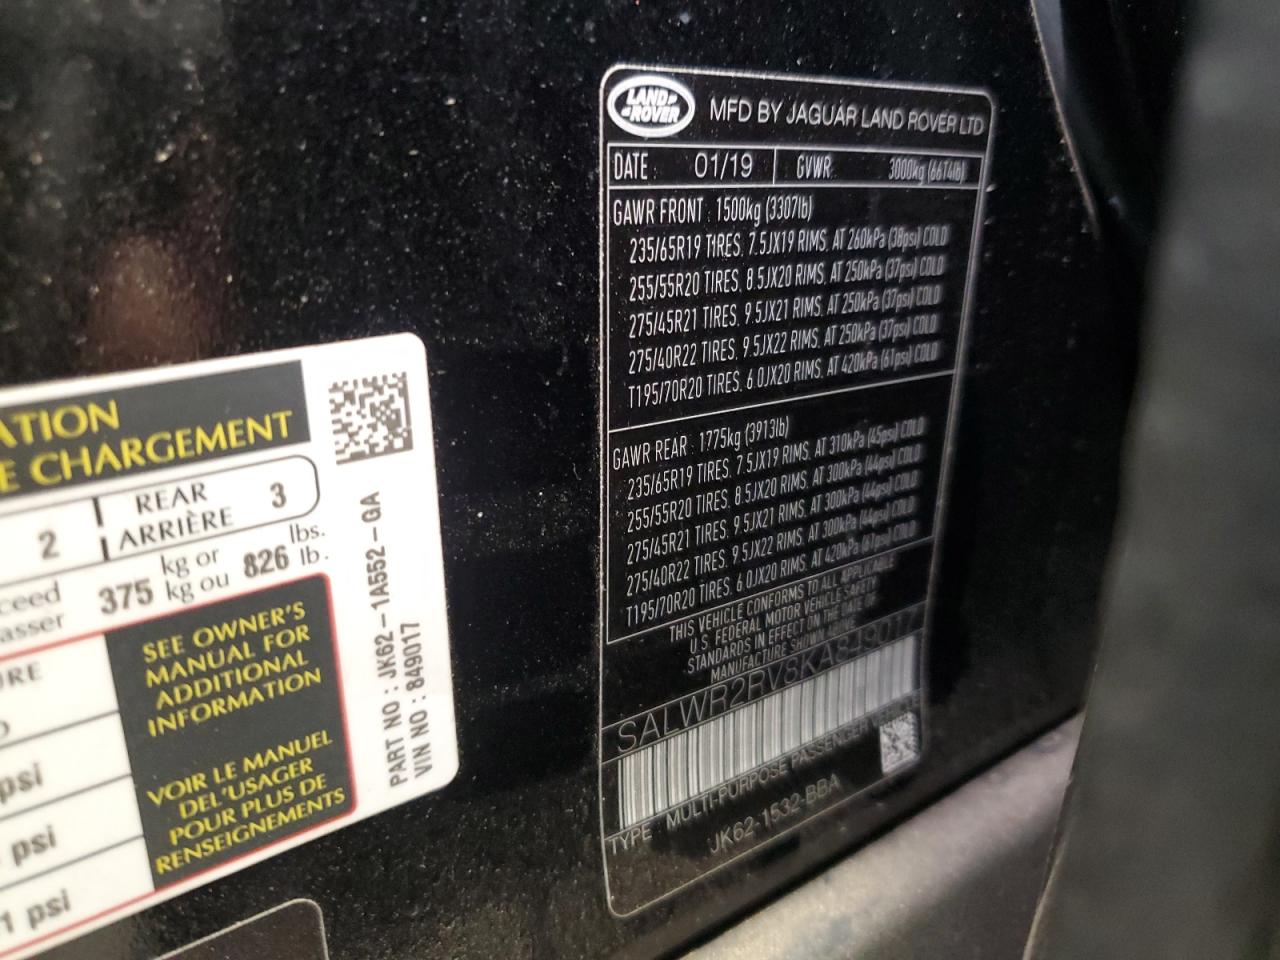 ATION
E CHARGEMENT
2 REAR ARRIÈRE 3
ceed
asser 375 kg or kg ou 826 lbs. lb.
URE
SEE OWNER'S
MANUAL FOR
ADDITIONAL
INFORMATION
VOIR LE MANUEL
DEL'USAGER
POUR PLUS DE
RENSEIGNEMENTS
psi
psi
1 psi
PART NO : JK62-1A552-GA
VIN NO : 849017
LAND
ROVER
MFD BY JAGUAR LAND ROVER LTD
DATE : 01/19 GVWR 3000kg (6614lb)
GAWR FRONT : 1500kg (3307lb)
235/65R19 TIRES, 7.5JX19 RIMS, AT 260kPa (38psi) COLD
255/55R20 TIRES, 8.5JX20 RIMS, AT 250kPa (37psi) COLD
275/45R21 TIRES, 9.5JX21 RIMS, AT 250kPa (37psi) COLD
275/40R22 TIRES, 9.5JX22 RIMS, AT 250kPa (37psi) COLD
T195/70R20 TIRES, 6.0JX20 RIMS, AT 420kPa (61psi) COLD
GAWR REAR : 1775kg (3913lb)
235/65R19 TIRES, 7.5JX19 RIMS, AT 310kPa (45psi) COLD
255/55R20 TIRES, 8.5JX20 RIMS, AT 300kPa (44psi) COLD
275/45R21 TIRES, 9.5JX21 RIMS, AT 300kPa (44psi) COLD
275/40R22 TIRES, 9.5JX22 RIMS, AT 300kPa (44psi) COLD
T195/70R20 TIRES, 6.0JX20 RIMS, AT 420kPa (61psi) COLD
THIS VEHICLE CONFORMS TO ALL APPLICABLE
U.S. FEDERAL MOTOR VEHICLE SAFETY
STANDARDS IN EFFECT ON THE DATE OF
MANUFACTURE SHOWN ABOVE
SALWR2RV8KA849017
TYPE : MULTI-PURPOSE PASSENGER VEHICLE
JK62-1532-BBA